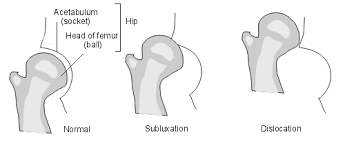 Acetabulum
(socket)
Hip
Head of femur
(ball)
Normal
Subluxation
Dislocation